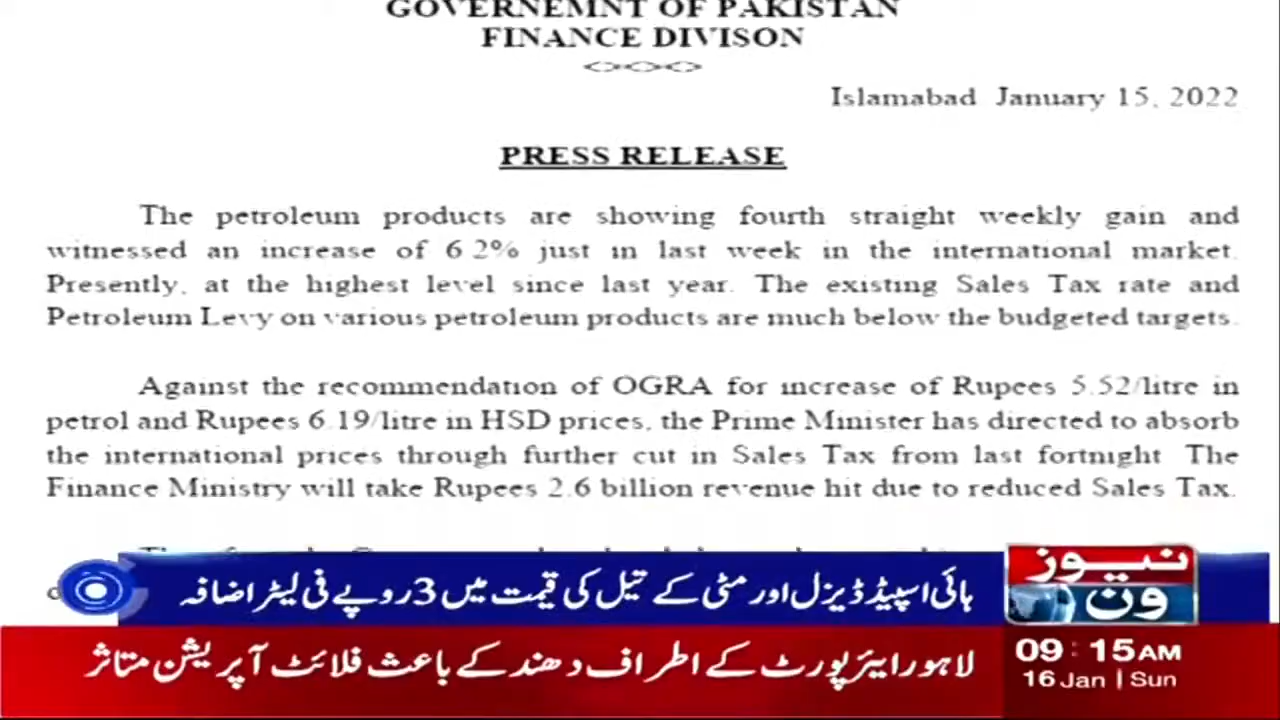 GOVERNEMNT OF PAKISTAN
FINANCE DIVISON
Islamabad January 15, 2022
PRESS RELEASE
The petroleum products are showing fourth straight weekly gain and
witnessed an increase of 6.2% just in last week in the international market.
Presently, at the highest level since last year. The existing Sales Tax rate and
Petroleum Levy on various petroleum products are much below the budgeted targets.
Against the recommendation of OGRA for increase of Rupees 5.52/litre in
petrol and Rupees 6.19/litre in HSD prices, the Prime Minister has directed to absorb
the international prices through further cut in Sales Tax from last fortnight. The
Finance Ministry will take Rupees 2.6 billion revenue hit due to reduced Sales Tax.
ہائی اسپیڈ ڈیزل اور مٹی کے تیل کی قیمت میں 3 روپے فی لیٹر اضافہ
نیوز
ون
لاہور ایئرپورٹ کے اطراف دھند کے باعث فلائٹ آپریشن متاثر
09:15AM
16 Jan | Sun